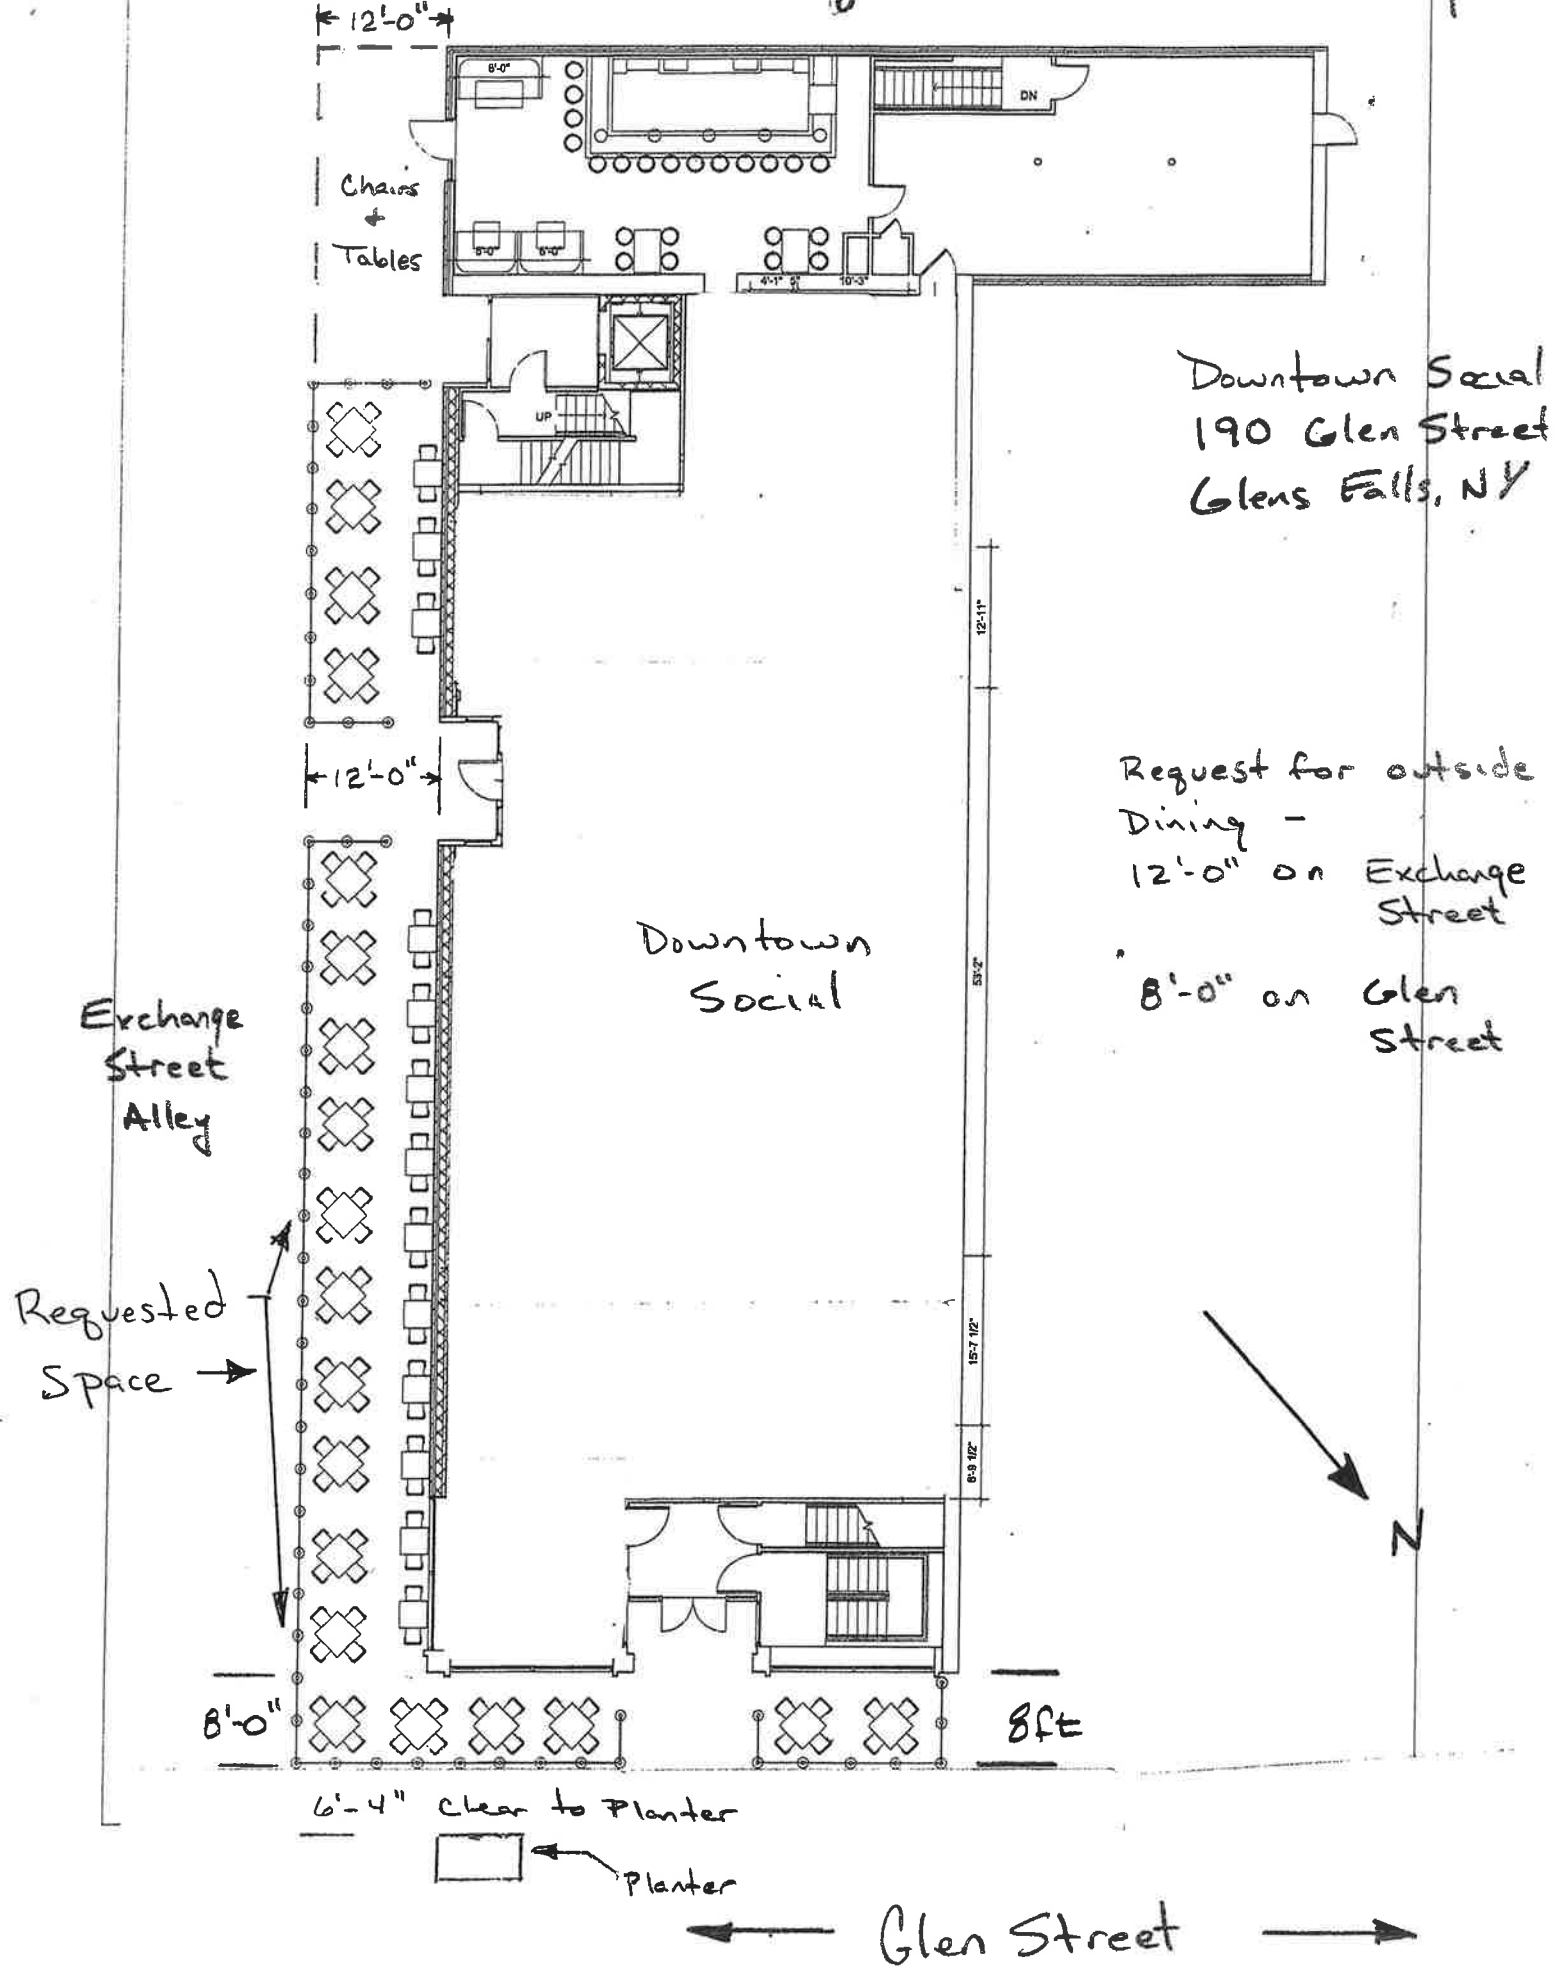 12'-0"
6'-0"
DN
Chairs
+
Tables
6'-0"
6'-0"
4'-1"
5"
10'-3"
UP
Downtown Social
190 Glen Street
Glens Falls, NY
12'-11"
12'-0"
Request for outside
Dining -
12'-0" on Exchange
Street
8'-0" on Glen
Street
Downtown
Social
53'-2"
Exchange
Street
Alley
Requested
Space
15'-7 1/2"
6'-9 1/2"
N
8'-0"
8ft
6'-4" Clear to Planter
Planter
Glen Street